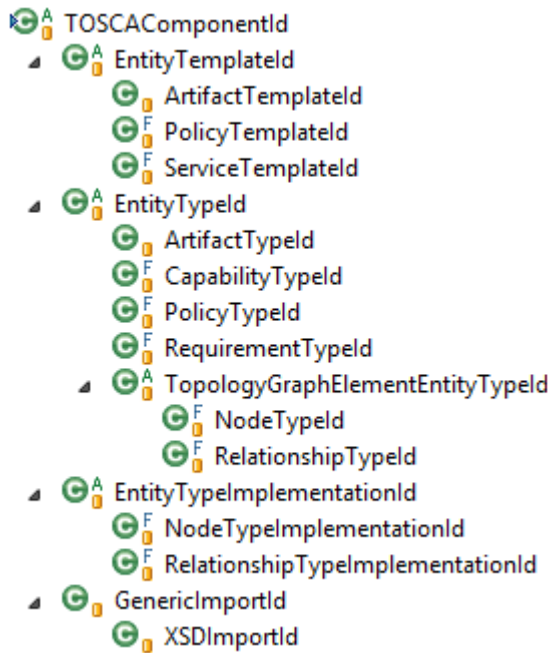 TOSCAComponentId
EntityTemplateId
ArtifactTemplateId
PolicyTemplateId
ServiceTemplateId
EntityTypeId
ArtifactTypeId
CapabilityTypeId
PolicyTypeId
RequirementTypeId
TopologyGraphElementEntityTypeId
NodeTypeId
RelationshipTypeId
EntityTypeImplementationId
NodeTypeImplementationId
RelationshipTypeImplementationId
GenericImportId
XSDImportId